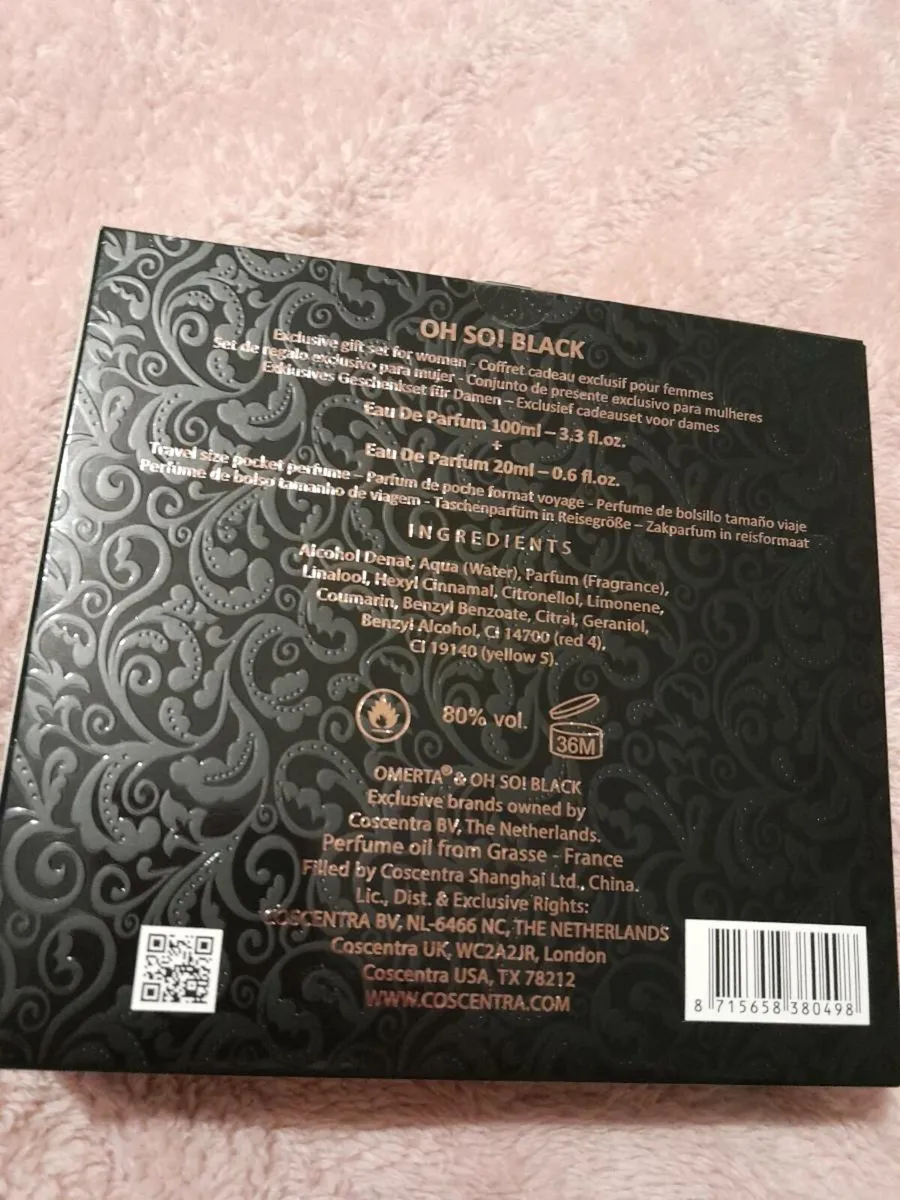 OH SO! BLACK
Exclusive gift set for women - Coffret cadeau exclusif pour femmes
Set de regalo exclusivo para mujer - Conjunto de presente exclusivo para mulheres
Exklusives Geschenkset für Damen – Exclusief cadeauset voor dames
Eau De Parfum 100ml – 3.3 fl.oz.
+
Eau De Parfum 20ml – 0.6 fl.oz.
Travel size pocket perfume – Parfum de poche format voyage - Perfume de bolsillo tamaño viaje
Perfume de bolso tamanho de viagem - Taschenparfüm in Reisegröße – Zakparfum in reisformaat
INGREDIENTS
Alcohol Denat, Aqua (Water), Parfum (Fragrance),
Linalool, Hexyl Cinnamal, Citronellol, Limonene,
Coumarin, Benzyl Benzoate, Citral, Geraniol,
Benzyl Alcohol, CI 14700 (red 4),
CI 19140 (yellow 5).
80% vol.
36M
OMERTA® & OH SO! BLACK
Exclusive brands owned by
Coscentra BV, The Netherlands.
Perfume oil from Grasse - France
Filled by Coscentra Shanghai Ltd., China.
Lic., Dist. & Exclusive Rights:
COSCENTRA BV, NL-6466 NC, THE NETHERLANDS
Coscentra UK, WC2A2JR, London
Coscentra USA, TX 78212
WWW.COSCENTRA.COM
8 715658 380498